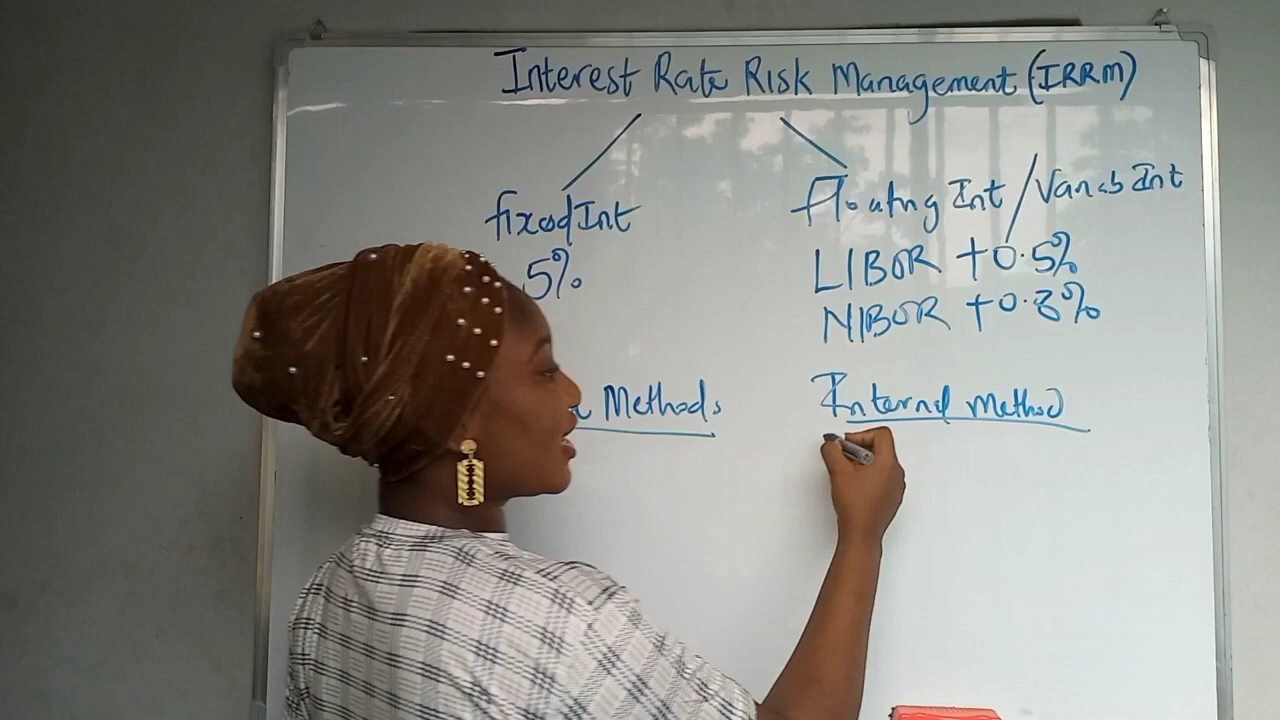 Interest Rate Risk Management (IRRM)
fixed Int
Floating Int / Variab Int
5%
LIBOR +0.5%
NIBOR +0.8%
Methods
Internal Method